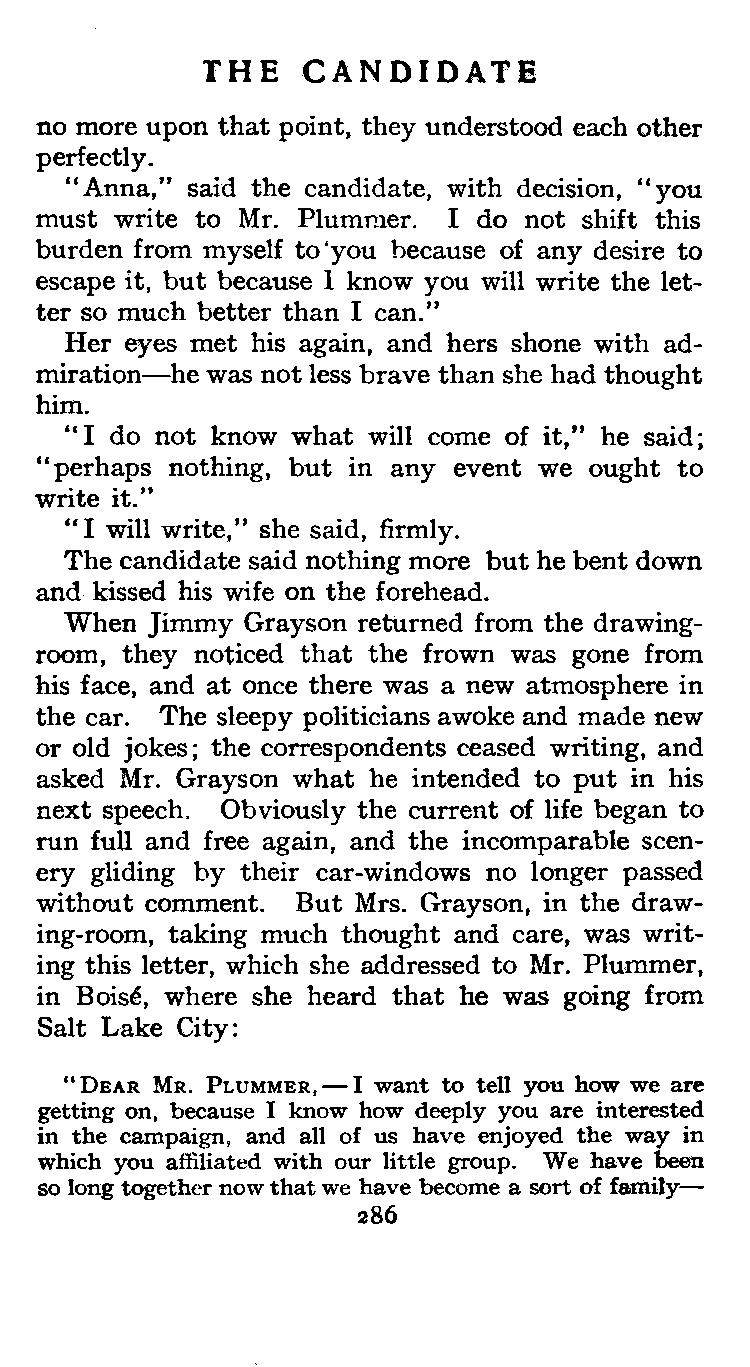 THE CANDIDATE
no more upon that point, they understood each other
perfectly.
"Anna," said the candidate, with decision, "you
must write to Mr. Plummer. I do not shift this
burden from myself to you because of any desire to
escape it, but because I know you will write the let-
ter so much better than I can."
Her eyes met his again, and hers shone with ad-
miration—he was not less brave than she had thought
him.
"I do not know what will come of it," he said;
"perhaps nothing, but in any event we ought to
write it."
"I will write," she said, firmly.
The candidate said nothing more but he bent down
and kissed his wife on the forehead.
When Jimmy Grayson returned from the drawing-
room, they noticed that the frown was gone from
his face, and at once there was a new atmosphere in
the car. The sleepy politicians awoke and made new
or old jokes; the correspondents ceased writing, and
asked Mr. Grayson what he intended to put in his
next speech. Obviously the current of life began to
run full and free again, and the incomparable scen-
ery gliding by their car-windows no longer passed
without comment. But Mrs. Grayson, in the draw-
ing-room, taking much thought and care, was writ-
ing this letter, which she addressed to Mr. Plummer,
in Boisé, where she heard that he was going from
Salt Lake City:
"DEAR MR. PLUMMER,—I want to tell you how we are
getting on, because I know how deeply you are interested
in the campaign, and all of us have enjoyed the way in
which you affiliated with our little group. We have been
so long together now that we have become a sort of family—
286